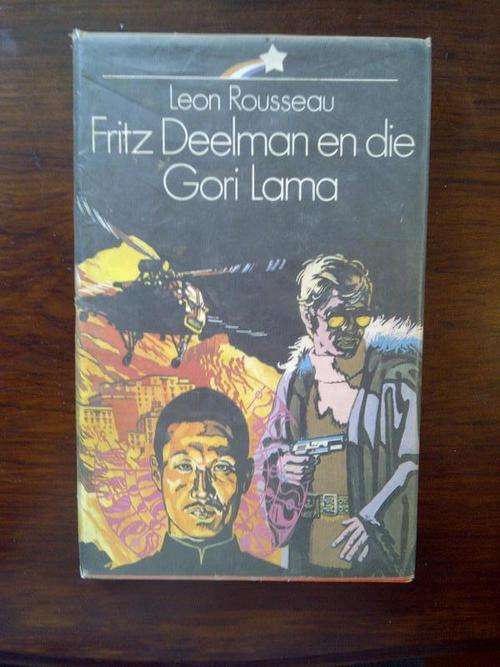 Leon Rousseau
Fritz Deelman en die
Gori Lama